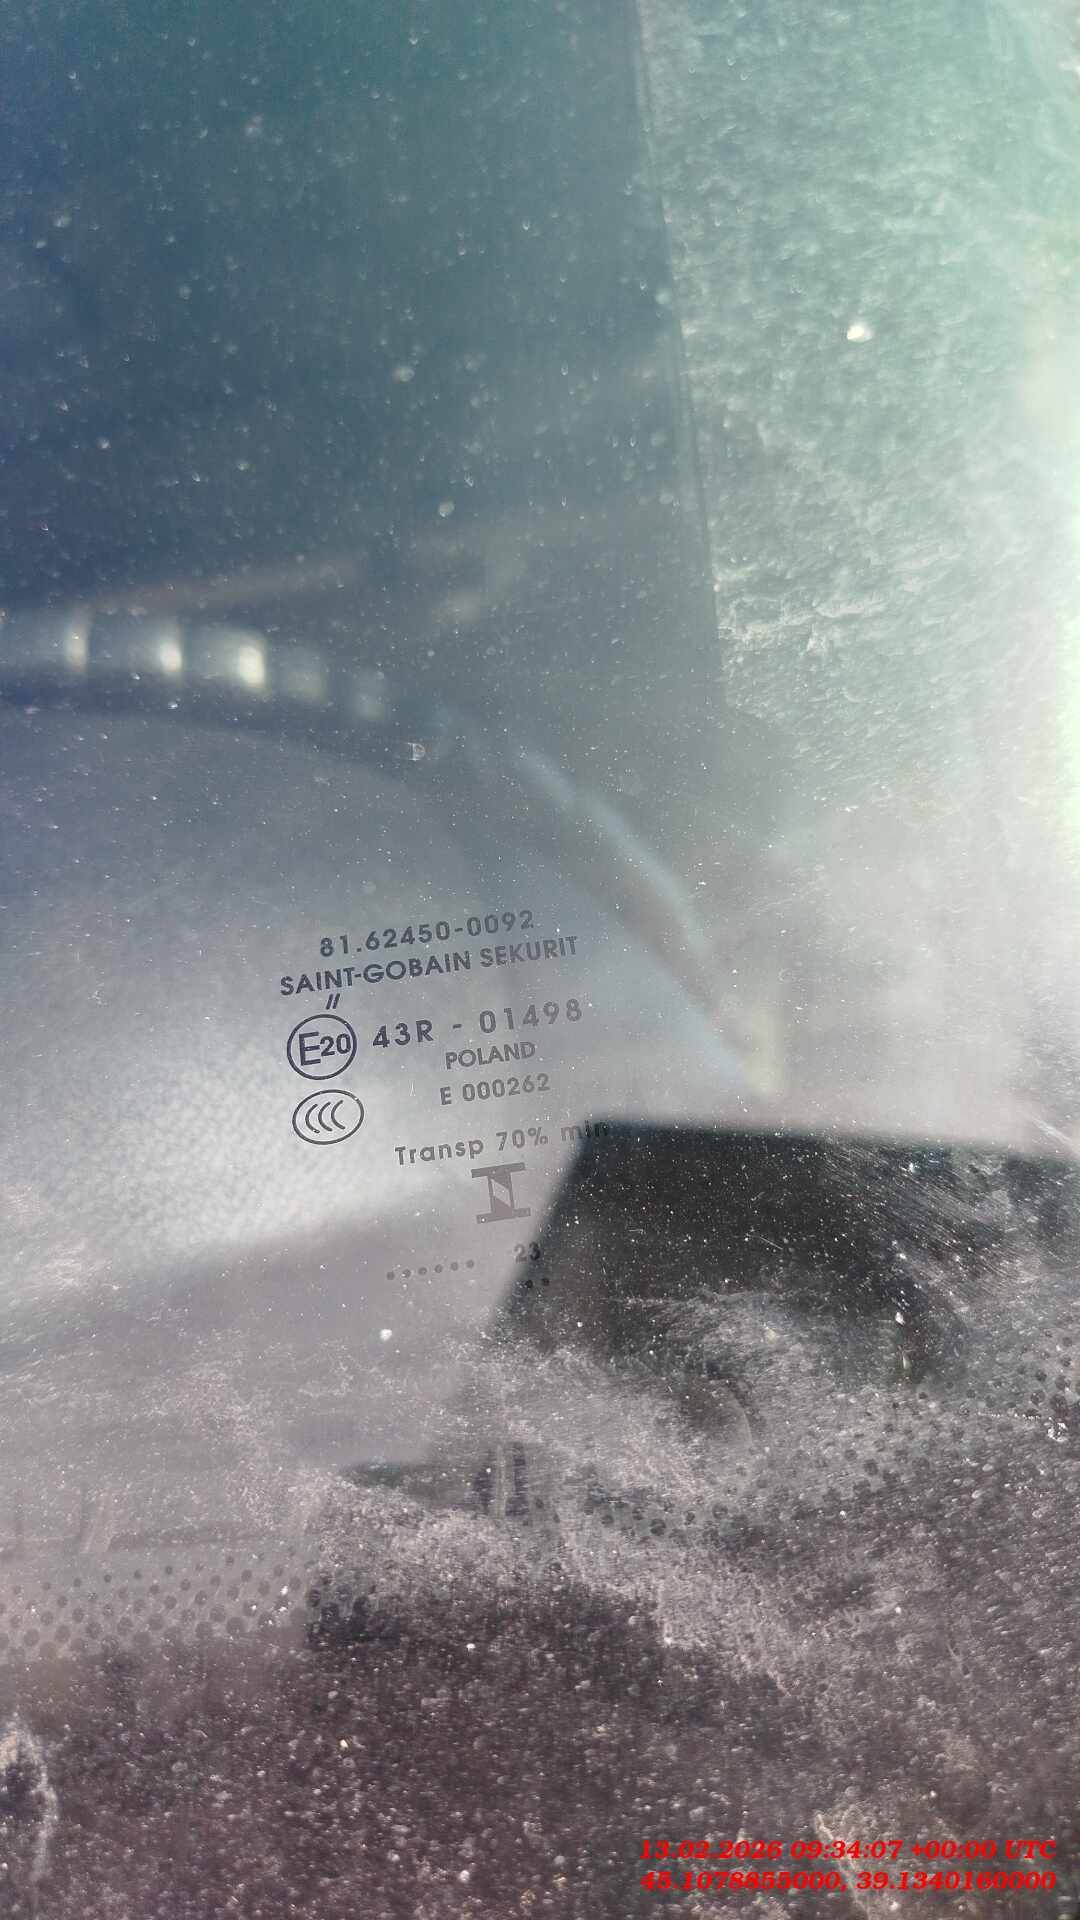 81.62450-0092
SAINT-GOBAIN SEKURIT
//
E20 43R - 01498
POLAND
E 000262
CCC
Transp 70% min
I
...... 23
..
13.02.2026 09:34:07 +00:00 UTC
45.1078855000, 39.1340160000